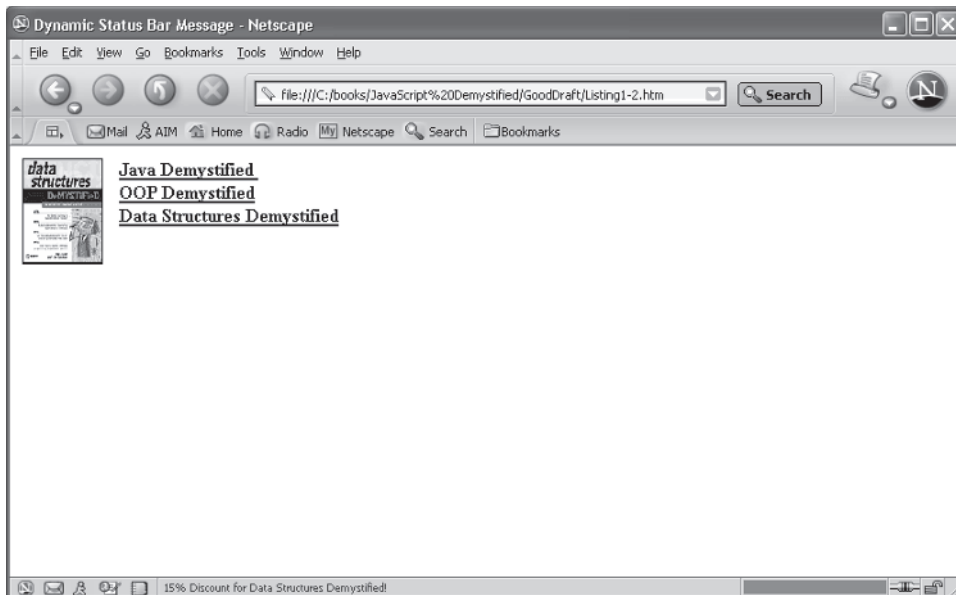 Dynamic Status Bar Message - Netscape
File Edit View Go Bookmarks Tools Window Help
file:///C:/books/JavaScript%20Demystified/GoodDraft/Listing1-2.htm Search N
Mail AIM Home Radio My Netscape Search Bookmarks
data
structures
DeMYSTiFieD
Java Demystified
OOP Demystified
Data Structures Demystified
15% Discount for Data Structures Demystified!